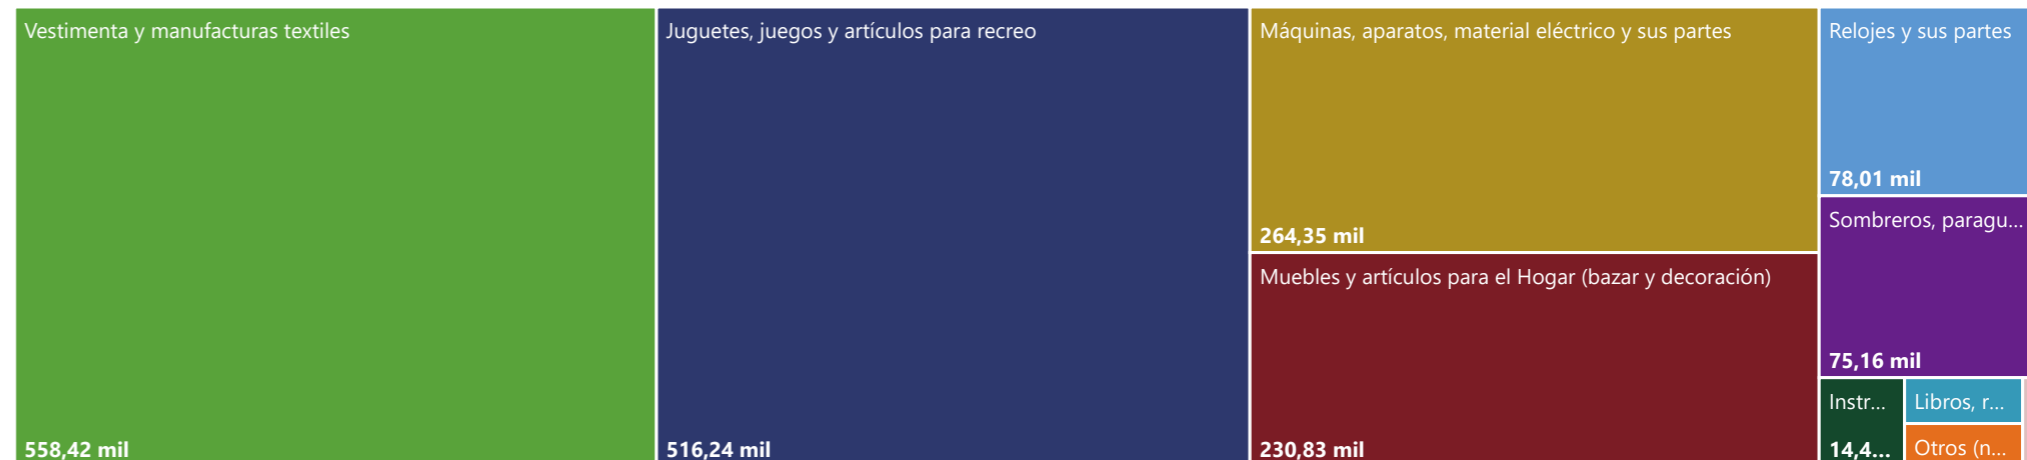 Vestimenta y manufacturas textiles
558,42 mil
Juguetes, juegos y artículos para recreo
516,24 mil
Máquinas, aparatos, material eléctrico y sus partes
264,35 mil
Muebles y artículos para el Hogar (bazar y decoración)
230,83 mil
Relojes y sus partes
78,01 mil
Sombreros, paragu...
75,16 mil
Instr...
14,4...
Libros, r...
Otros (n...